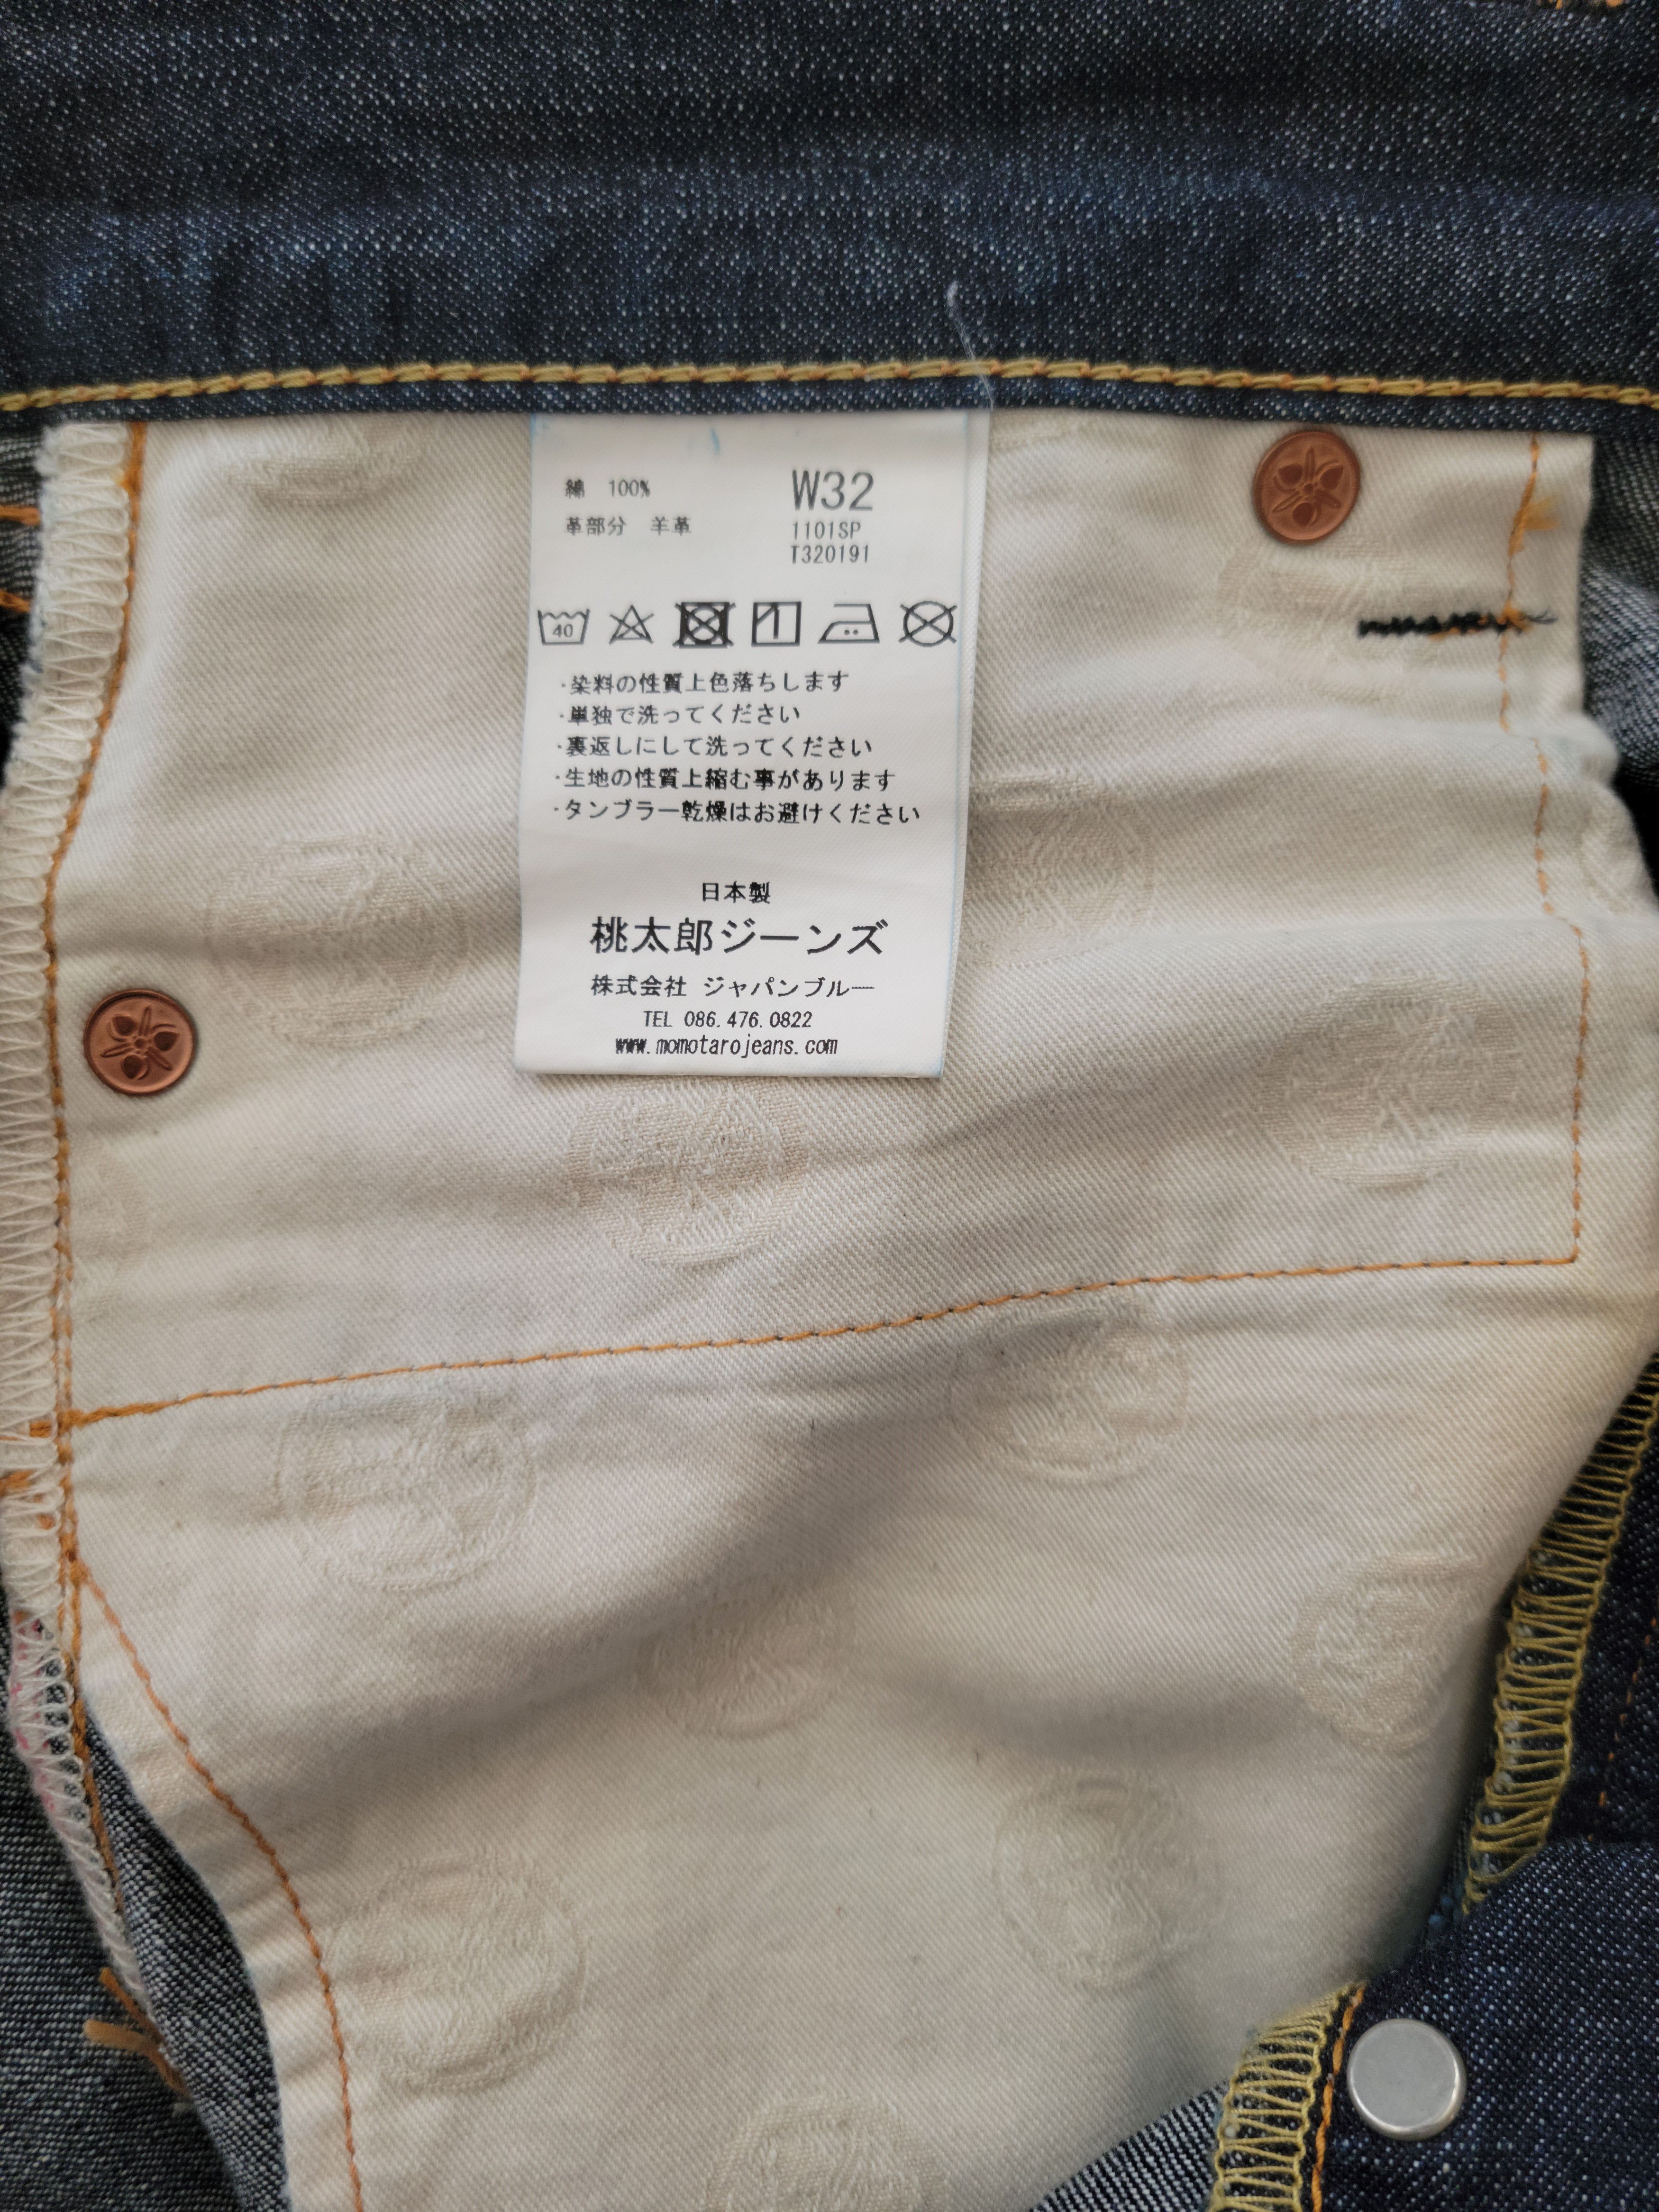 綿 100%
革部分 羊革
W32
1101SP
T320191
40
・染料の性質上色落ちします
・単独で洗ってください
・裏返しにして洗ってください
・生地の性質上縮む事があります
・タンブラー乾燥はお避けください
日本製
桃太郎ジーンズ
株式会社 ジャパンブルー
TEL 086.476.0822
www.momotarojeans.com